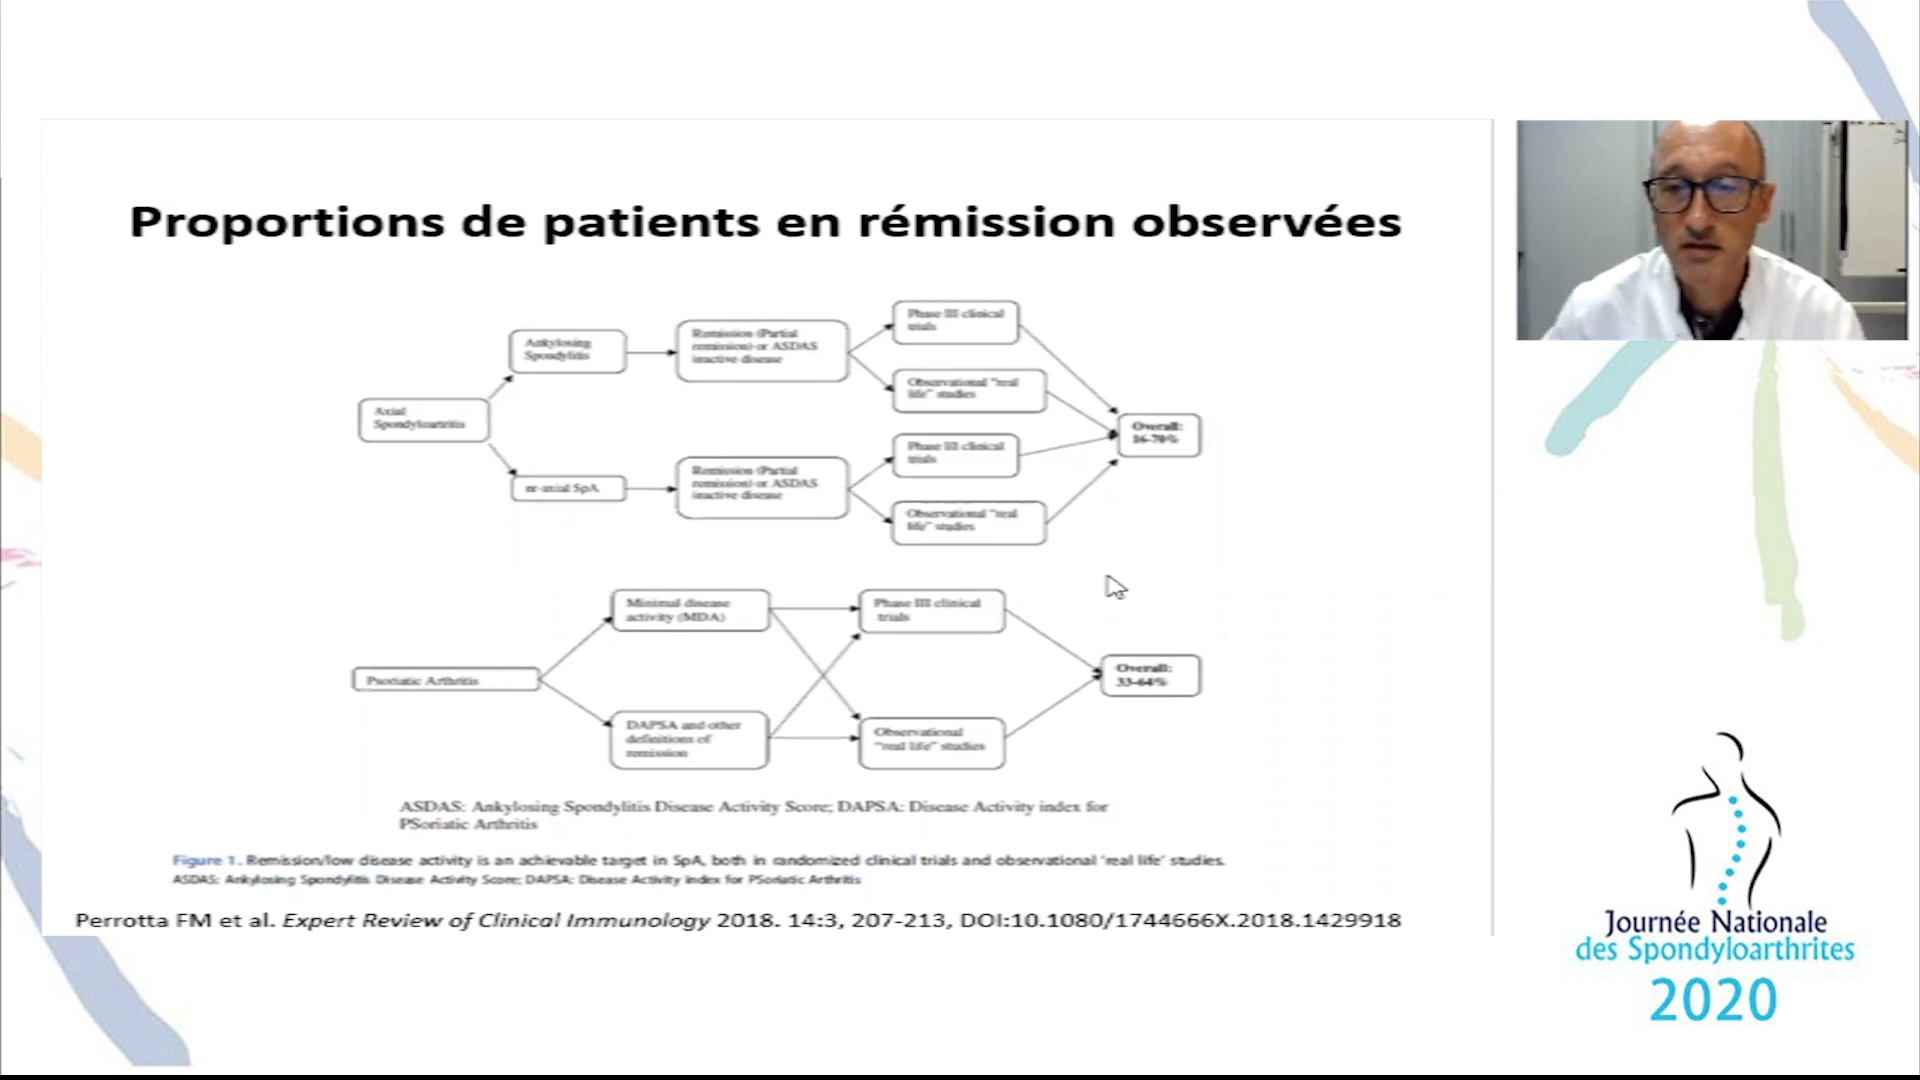 Proportions de patients en rémission observées
Phase III clinical
trials
Ankylosing
Spondylitis
Remission (Partial
remission) or ASDAS
inactive disease
Observational "real
life" studies
Axial
Spondyloartritis
Overall:
16-70%
Phase III clinical
trials
nr-axial SpA
Remission (Partial
remission) or ASDAS
inactive disease
Observational "real
life" studies
Minimal disease
activity (MDA)
Phase III clinical
trials
Psoriatic Arthritis
Overall:
33-64%
DAPSA and other
definitions of
remission
Observational
"real life" studies
ASDAS: Ankylosing Spondylitis Disease Activity Score; DAPSA: Disease Activity index for
PSoriatic Arthritis
Figure 1. Remission/low disease activity is an achievable target in SpA, both in randomized clinical trials and observational 'real life' studies.
ASDAS: Ankylosing Spondylitis Disease Activity Score; DAPSA: Disease Activity index for PSoriatic Arthritis
Perrotta FM et al. Expert Review of Clinical Immunology 2018. 14:3, 207-213, DOI:10.1080/1744666X.2018.1429918
Journée Nationale
des Spondyloarthrites
2020